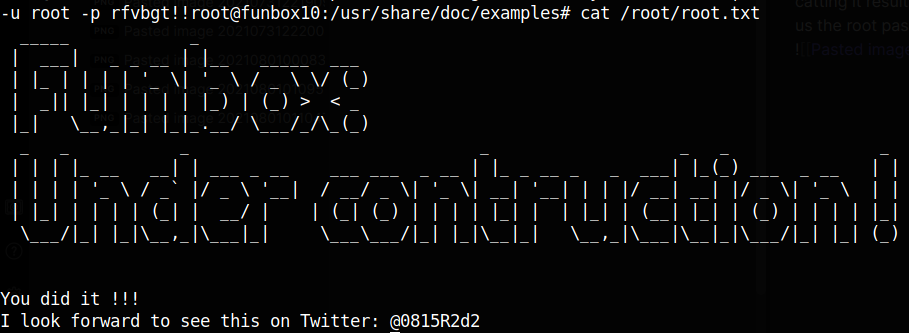 -u root -p rfvbgt!!root@funbox10:/usr/share/doc/examples# cat /root/root.txt
Funbox:
Under contruction!
You did it !!!
I look forward to see this on Twitter: @0815R2d2